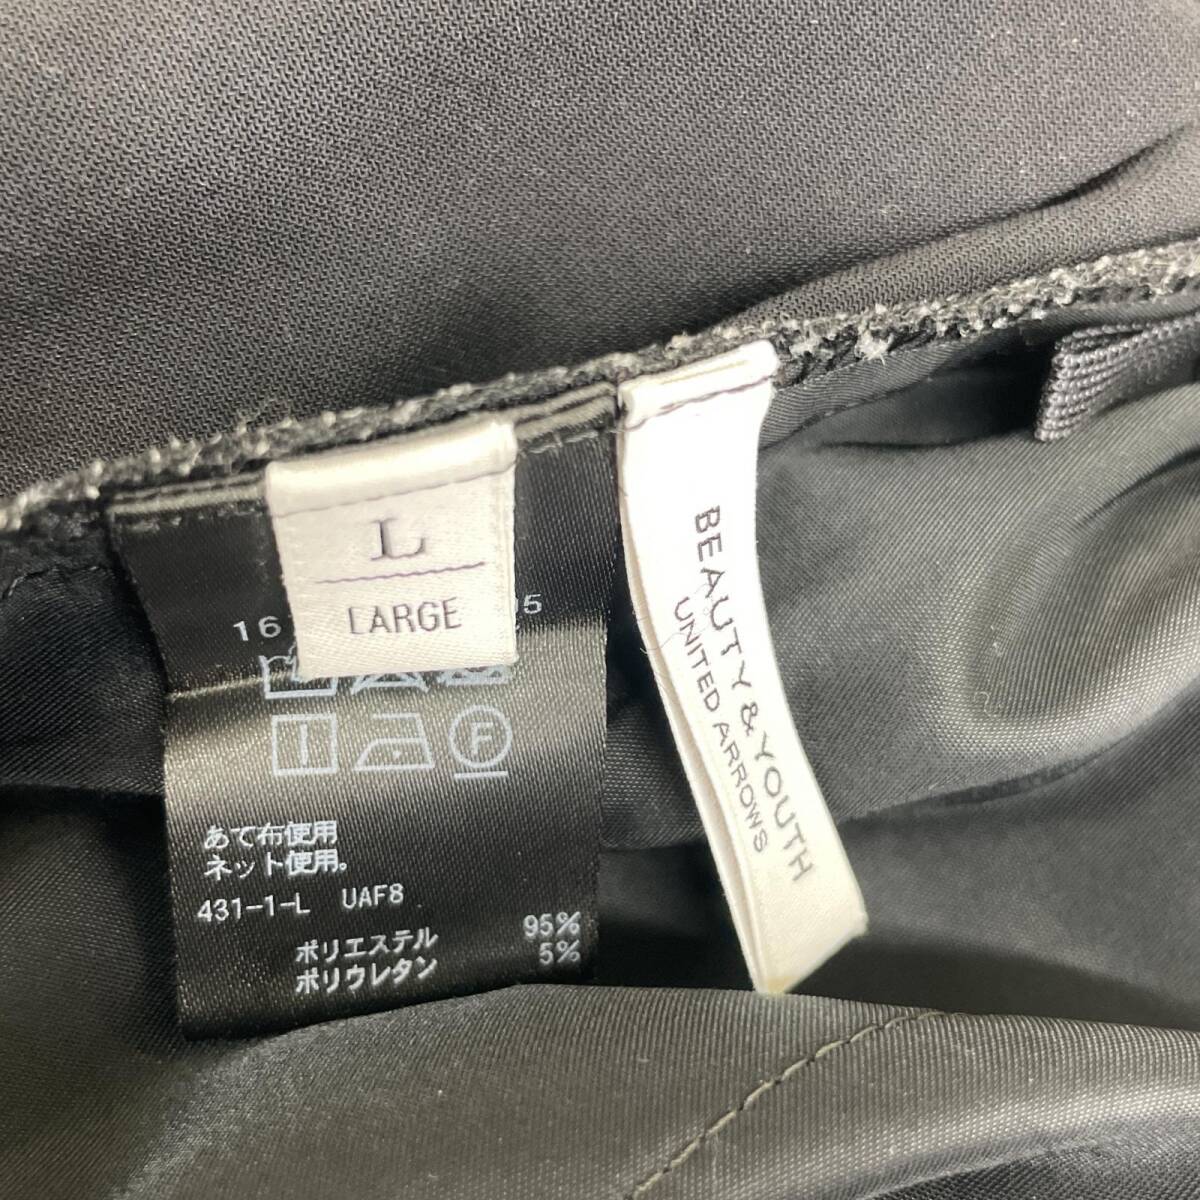 L
LARGE
16
05
あて布使用
ネット使用。
431-1-L UAF8
ポリエステル 95%
ポリウレタン 5%
BEAUTY & YOUTH
UNITED ARROWS